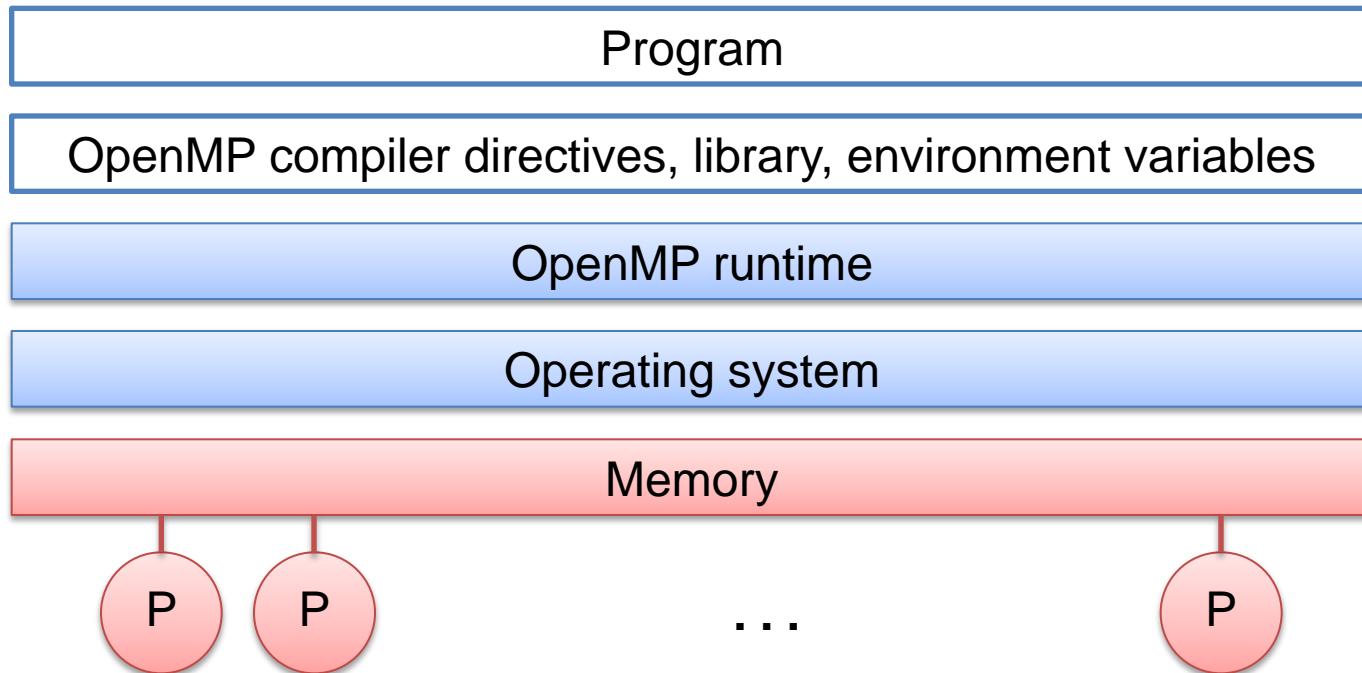 Program
OpenMP compiler directives, library, environment variables
OpenMP runtime
Operating system
Memory
P P ... P